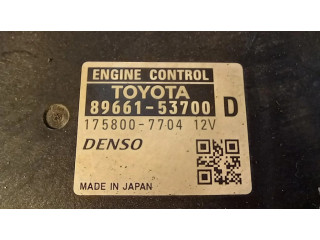 ENGINE CONTROL
TOYOTA
89661-53700 D
175800-7704 12V
DENSO
MADE IN JAPAN